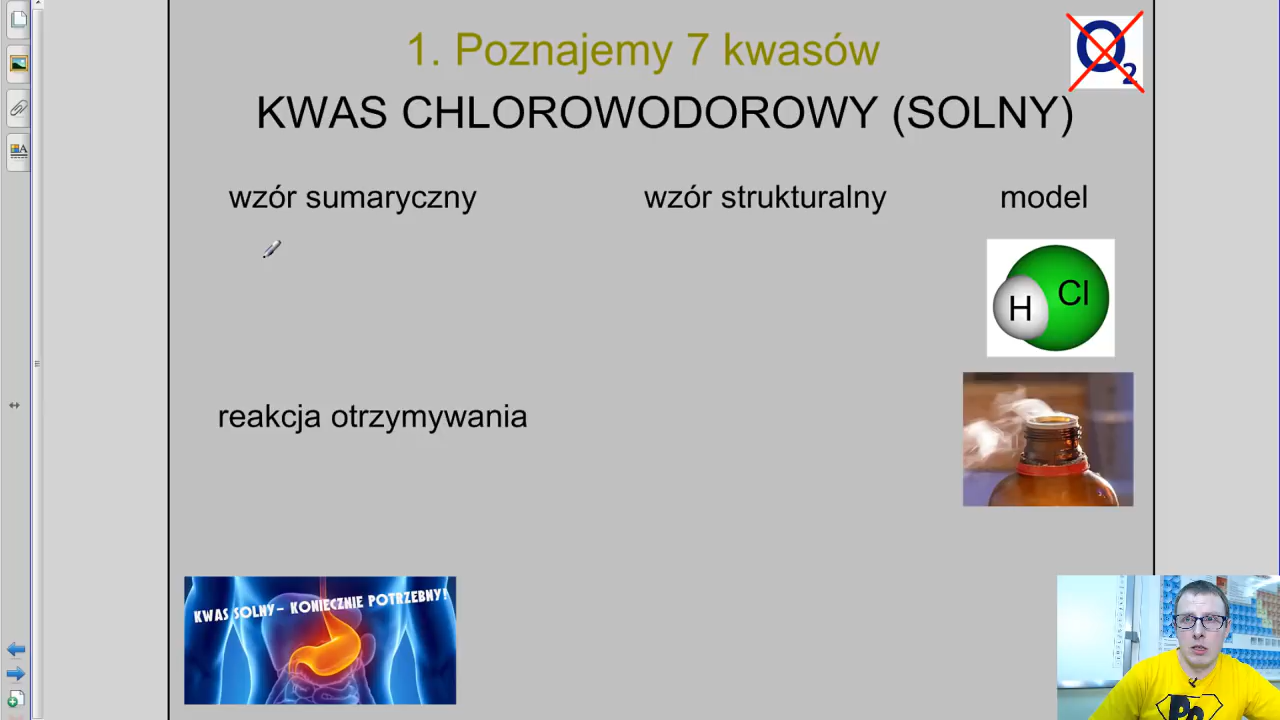 1. Poznajemy 7 kwasów
O2
KWAS CHLOROWODOROWY (SOLNY)
wzór sumaryczny
wzór strukturalny
model
H
Cl
reakcja otrzymywania
KWAS SOLNY– KONIECZNIE POTRZEBNY!